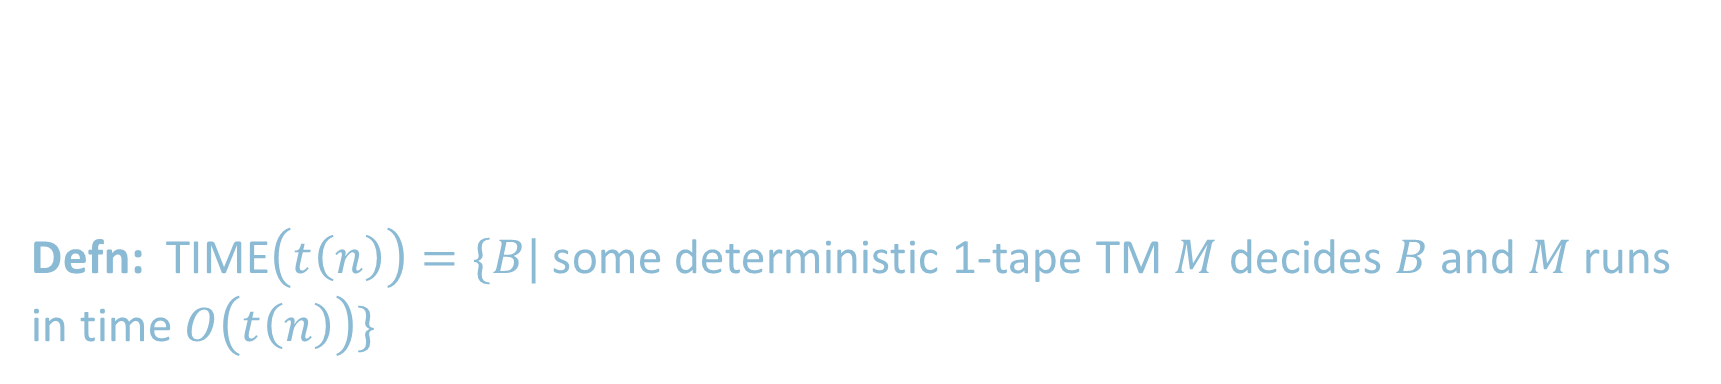 Defn: TIME(t(n)) = {B| some deterministic 1-tape TM M decides B and M runs
in time O(t(n))}